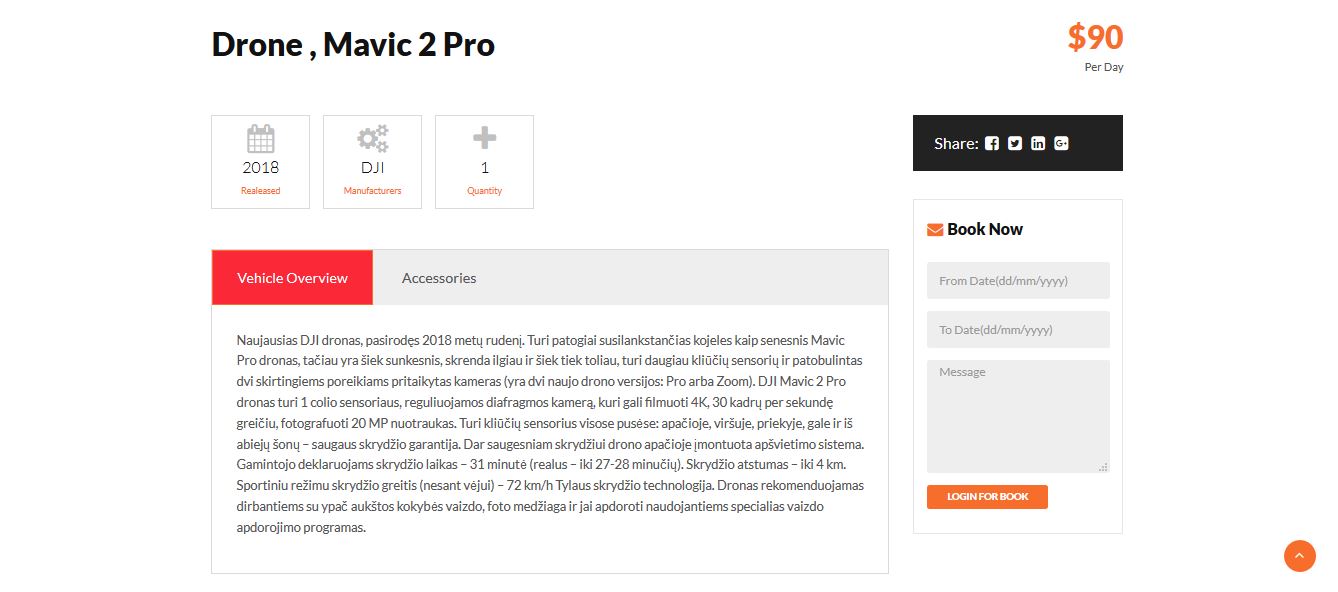 Drone , Mavic 2 Pro
$90
Per Day
2018
Realeased
DJI
Manufacturers
1
Quantity
Share:
Vehicle Overview
Accessories
Naujausias DJI dronas, pasirodęs 2018 metų rudenį. Turi patogiai susilankstančias kojeles kaip senesnis Mavic
Pro dronas, tačiau yra šiek sunkesnis, skrenda ilgiau ir šiek tiek toliau, turi daugiau kliūčių sensorių ir patobulintas
dvi skirtingiems poreikiams pritaikytas kameras (yra dvi naujo drono versijos: Pro arba Zoom). DJI Mavic 2 Pro
dronas turi 1 colio sensoriaus, reguliuojamos diafragmos kamerą, kuri gali filmuoti 4K, 30 kadrų per sekundę
greičiu, fotografuoti 20 MP nuotraukas. Turi kliūčių sensorius visose pusėse: apačioje, viršuje, priekyje, gale ir iš
abiejų šonų – saugaus skrydžio garantija. Dar saugesniam skrydžiui drono apačioje įmontuota apšvietimo sistema.
Gamintojo deklaruojams skrydžio laikas – 31 minutė (realus – iki 27-28 minučių). Skrydžio atstumas – iki 4 km.
Sportiniu režimu skrydžio greitis (nesant vėjui) – 72 km/h Tylaus skrydžio technologija. Dronas rekomenduojamas
dirbantiems su ypač aukštos kokybės vaizdo, foto medžiaga ir jai apdoroti naudojantiems specialias vaizdo
apdorojimo programas.
Book Now
From Date(dd/mm/yyyy)
To Date(dd/mm/yyyy)
Message
LOGIN FOR BOOK